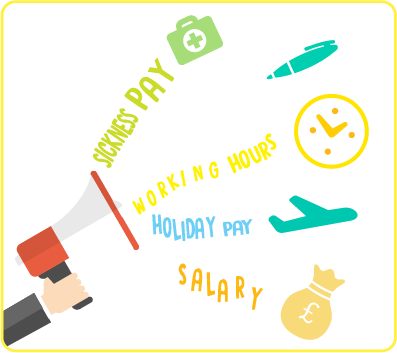 SICKNESS PAY
WORKING HOURS
HOLIDAY PAY
SALARY
£